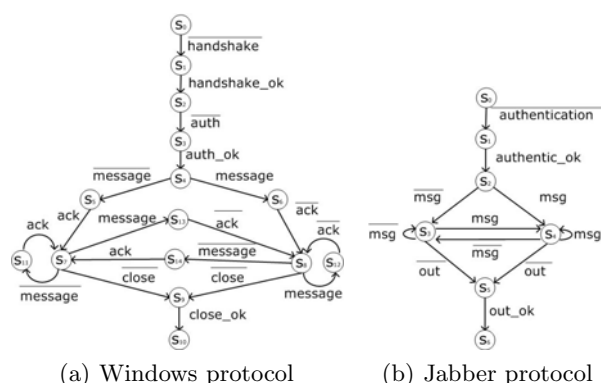 S₀
handshake
S₁
handshake_ok
S₂
auth
S₃
auth_ok
S₄
message
message
S₅
S₆
ack
message
S₁₃
ack
ack
ack
ack
S₁₁
S₇
ack
S₁₄
message
S₈
S₁₂
message
close
close
message
S₉
close_ok
S₁₀
(a) Windows protocol
S₀
authentication
S₁
authentic_ok
S₂
msg
msg
msg
S₃
msg
S₄
msg
msg
out
out
S₅
out_ok
S₆
(b) Jabber protocol